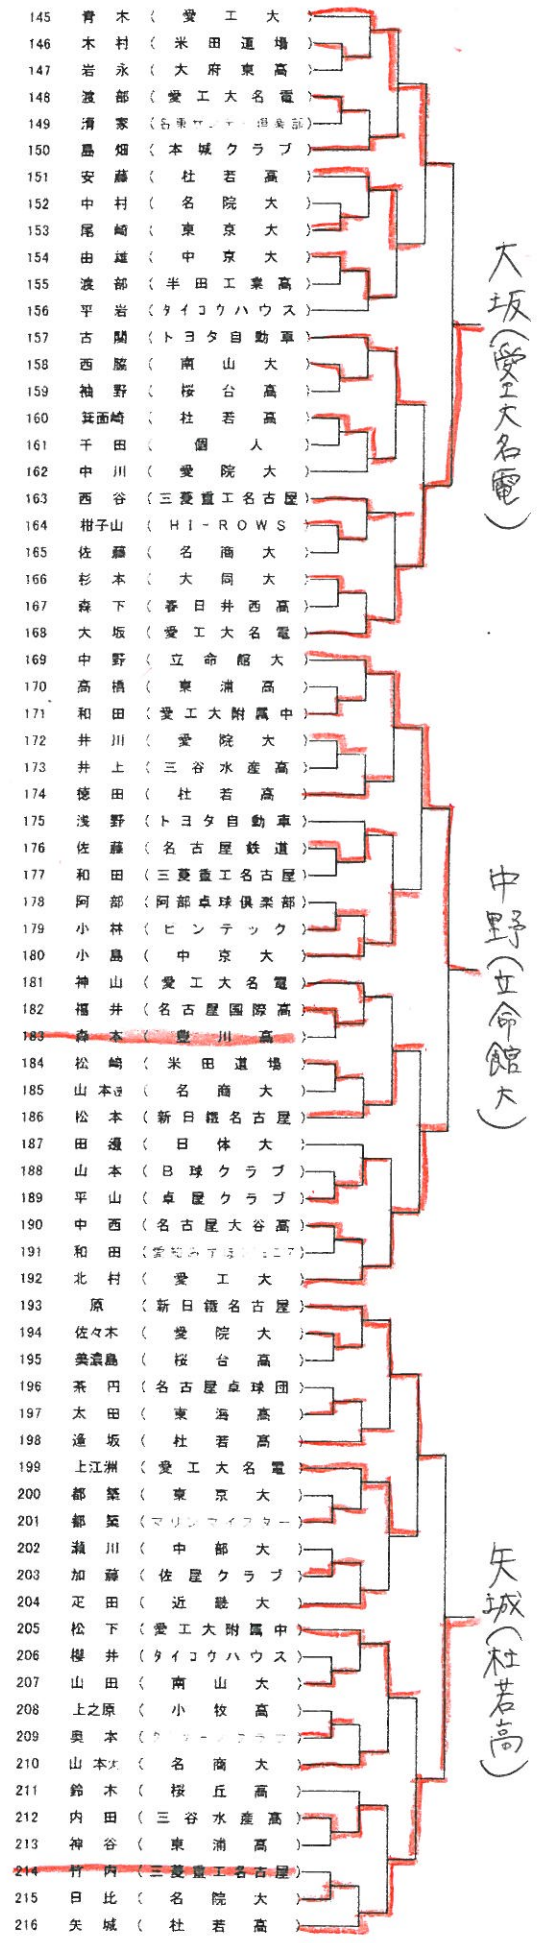 145 青木 (愛工大)
146 木村 (米田道場)
147 岩永 (大府東高)
148 渡部 (愛工大名電)
149 清家
150 島畑 (本城クラブ)
151 安藤 (杜若高)
152 中村 (名院大)
153 尾崎 (東京大)
154 由雄 (中京大)
155 渡部 (半田工業高)
156 平岩 (タイコウハウス)
157 古関 (トヨタ自動車)
158 西脇 (南山大)
159 袖野 (桜台高)
160 箕面崎 (杜若高)
161 千田 (個人)
162 中川 (愛院大)
163 西谷 (三菱重工名古屋)
164 柑子山 (HI-ROWS)
165 佐藤 (名商大)
166 杉本 (大同大)
167 森下 (春日井西高)
168 大坂 (愛工大名電)
大坂(愛工大名電)
169 中野 (立命館大)
170 高橋 (東浦高)
171 和田 (愛工大附属中)
172 井川 (愛院大)
173 井上 (三谷水産高)
174 徳田 (杜若高)
175 浅野 (トヨタ自動車)
176 佐藤 (名古屋鉄道)
177 和田 (三菱重工名古屋)
178 阿部 (阿部卓球倶楽部)
179 小林 (ピンテック)
180 小島 (中京大)
181 神山 (愛工大名電)
182 福井 (名古屋国際高)
183 森本 (豊川高)
184 松崎 (米田道場)
185 山本達 (名商大)
186 松本 (新日鐵名古屋)
187 田邊 (日体大)
188 山本 (B球クラブ)
189 平山 (卓屋クラブ)
190 中西 (名古屋大谷高)
191 和田
192 北村 (愛工大)
中野(立命館大)
193 原 (新日鐵名古屋)
194 佐々木 (愛院大)
195 美濃島 (桜台高)
196 茶円 (名古屋卓球団)
197 太田 (東海高)
198 逢坂 (杜若高)
199 上江洲 (愛工大名電)
200 都築 (東京大)
201 都築 (マリンマイスター)
202 瀬川 (中部大)
203 加藤 (佐屋クラブ)
204 疋田 (近畿大)
205 松下 (愛工大附属中)
206 櫻井 (タイコウハウス)
207 山田 (南山大)
208 上之原 (小牧高)
209 奥本
210 山本大 (名商大)
211 鈴木 (桜丘高)
212 内田 (三谷水産高)
213 神谷 (東浦高)
214 竹内 (三菱重工名古屋)
215 日比 (名院大)
216 矢城 (杜若高)
矢城(杜若高)